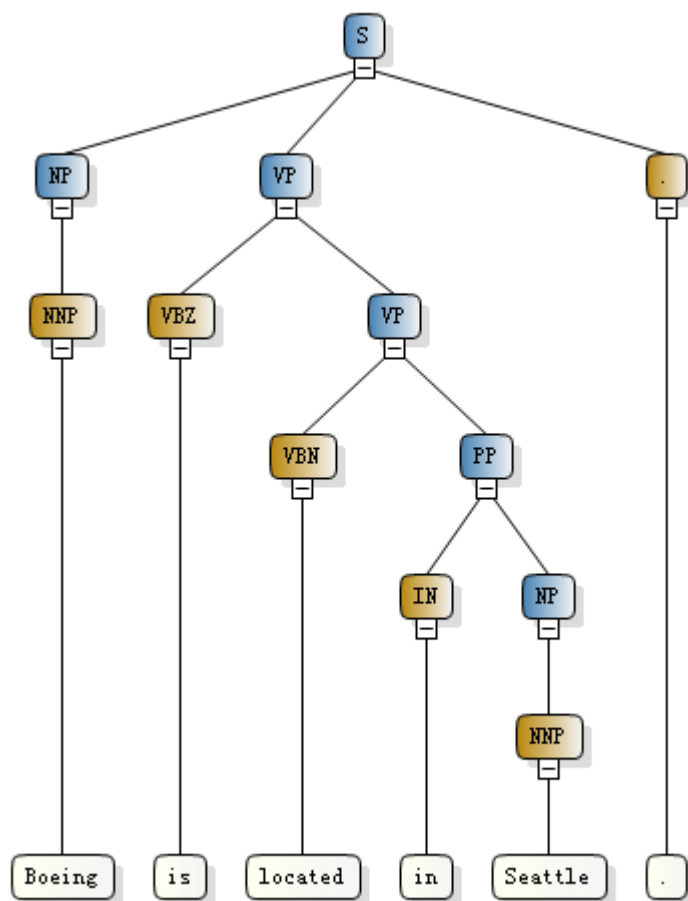 S
NP VP .
NNP VBZ VP
VBN PP
IN NP
NNP
Boeing is located in Seattle .